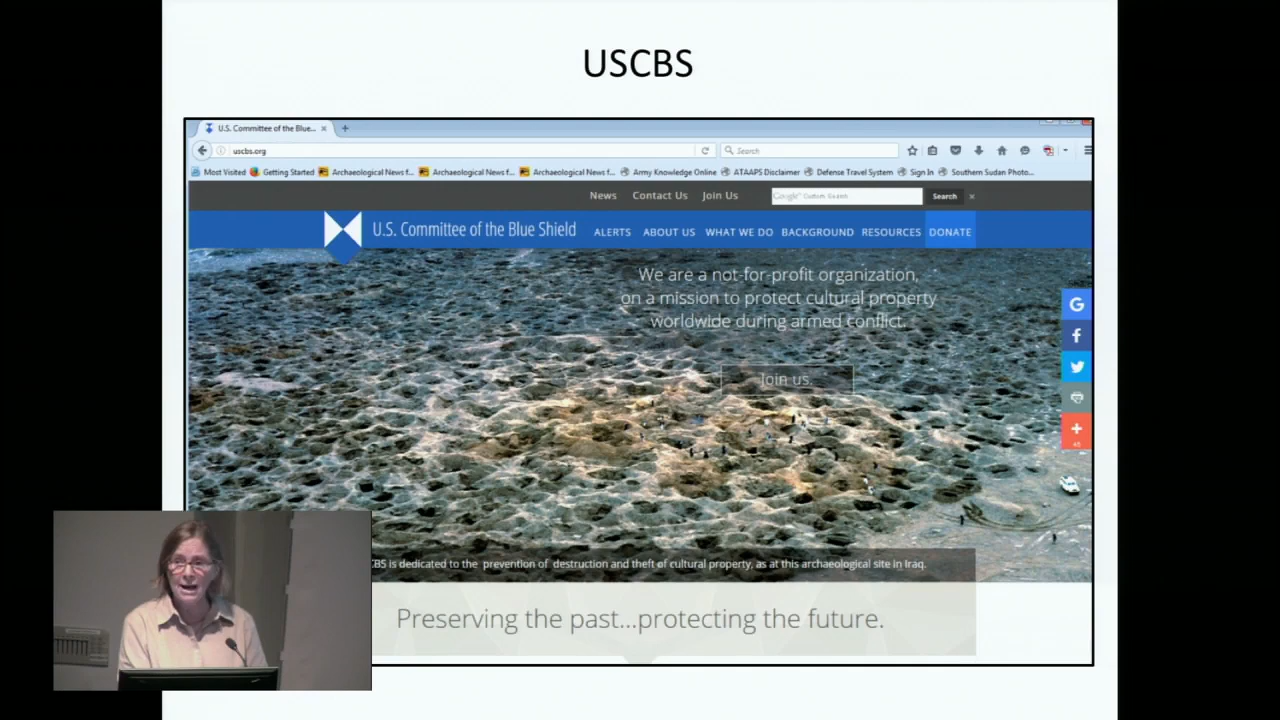 USCBS
U.S. Committee of the Blue... × +
uscbs.org
Search
Most Visited Getting Started Archaeological News f... Archaeological News f... Archaeological News f... Army Knowledge Online ATAAPS Disclaimer Defense Travel System Sign In Southern Sudan Photo...
News Contact Us Join Us Google Custom Search Search ×
U.S. Committee of the Blue Shield ALERTS ABOUT US WHAT WE DO BACKGROUND RESOURCES DONATE
We are a not-for-profit organization,
on a mission to protect cultural property
worldwide during armed conflict.
Join us.
CBS is dedicated to the prevention of destruction and theft of cultural property, as at this archaeological site in Iraq.
Preserving the past...protecting the future.